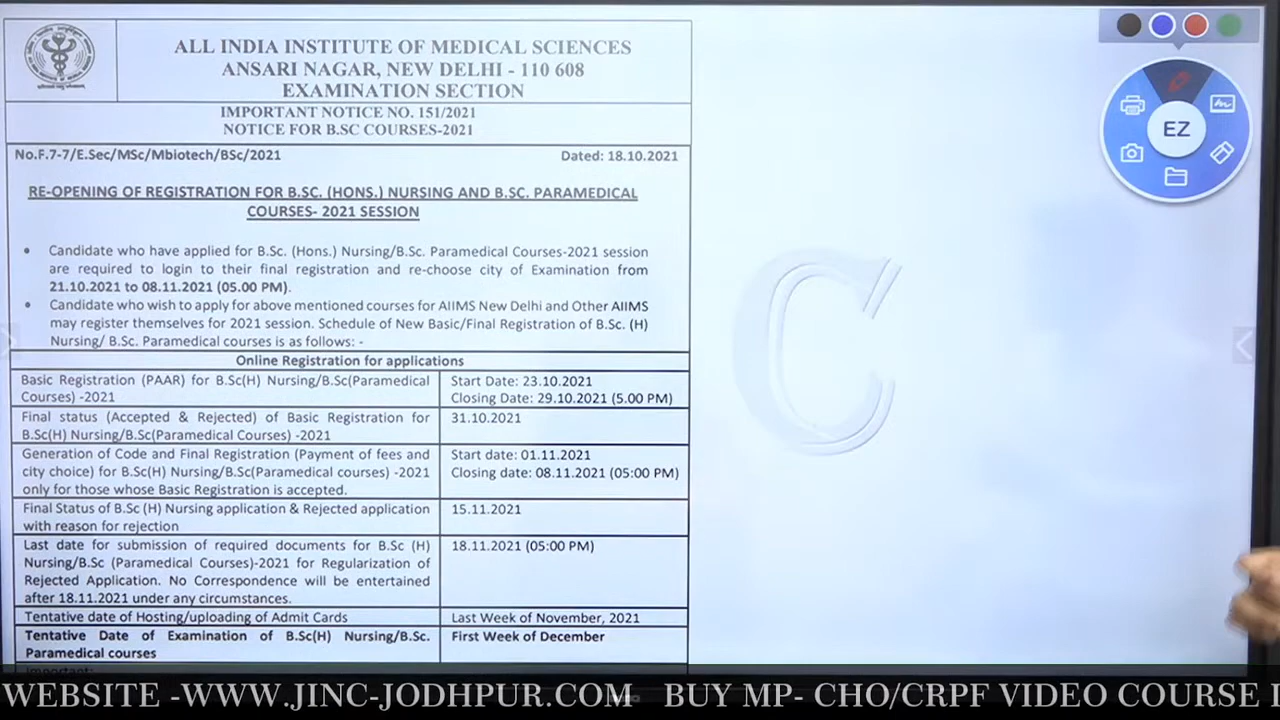 ALL INDIA INSTITUTE OF MEDICAL SCIENCES
ANSARI NAGAR, NEW DELHI - 110 608
EXAMINATION SECTION
IMPORTANT NOTICE NO. 151/2021
NOTICE FOR B.SC COURSES-2021
No.F.7-7/E.Sec/MSc/Mbiotech/BSc/2021 Dated: 18.10.2021
RE-OPENING OF REGISTRATION FOR B.SC. (HONS.) NURSING AND B.SC. PARAMEDICAL
COURSES- 2021 SESSION
• Candidate who have applied for B.Sc. (Hons.) Nursing/B.Sc. Paramedical Courses-2021 session
are required to login to their final registration and re-choose city of Examination from
21.10.2021 to 08.11.2021 (05.00 PM).
• Candidate who wish to apply for above mentioned courses for AIIMS New Delhi and Other AIIMS
may register themselves for 2021 session. Schedule of New Basic/Final Registration of B.Sc. (H)
Nursing/ B.Sc. Paramedical courses is as follows: -
Online Registration for applications
Basic Registration (PAAR) for B.Sc(H) Nursing/B.Sc(Paramedical
Courses) -2021
Start Date: 23.10.2021
Closing Date: 29.10.2021 (5.00 PM)
Final status (Accepted & Rejected) of Basic Registration for
B.Sc(H) Nursing/B.Sc(Paramedical Courses) -2021
31.10.2021
Generation of Code and Final Registration (Payment of fees and
city choice) for B.Sc(H) Nursing/B.Sc(Paramedical courses) -2021
only for those whose Basic Registration is accepted.
Start date: 01.11.2021
Closing date: 08.11.2021 (05:00 PM)
Final Status of B.Sc (H) Nursing application & Rejected application
with reason for rejection
15.11.2021
Last date for submission of required documents for B.Sc (H)
Nursing/B.Sc (Paramedical Courses)-2021 for Regularization of
Rejected Application. No Correspondence will be entertained
after 18.11.2021 under any circumstances.
18.11.2021 (05:00 PM)
Tentative date of Hosting/uploading of Admit Cards
Last Week of November, 2021
Tentative Date of Examination of B.Sc(H) Nursing/B.Sc.
Paramedical courses
First Week of December
Important:
EZ
C
WEBSITE -WWW.JINC-JODHPUR.COM BUY MP- CHO/CRPF VIDEO COURSE